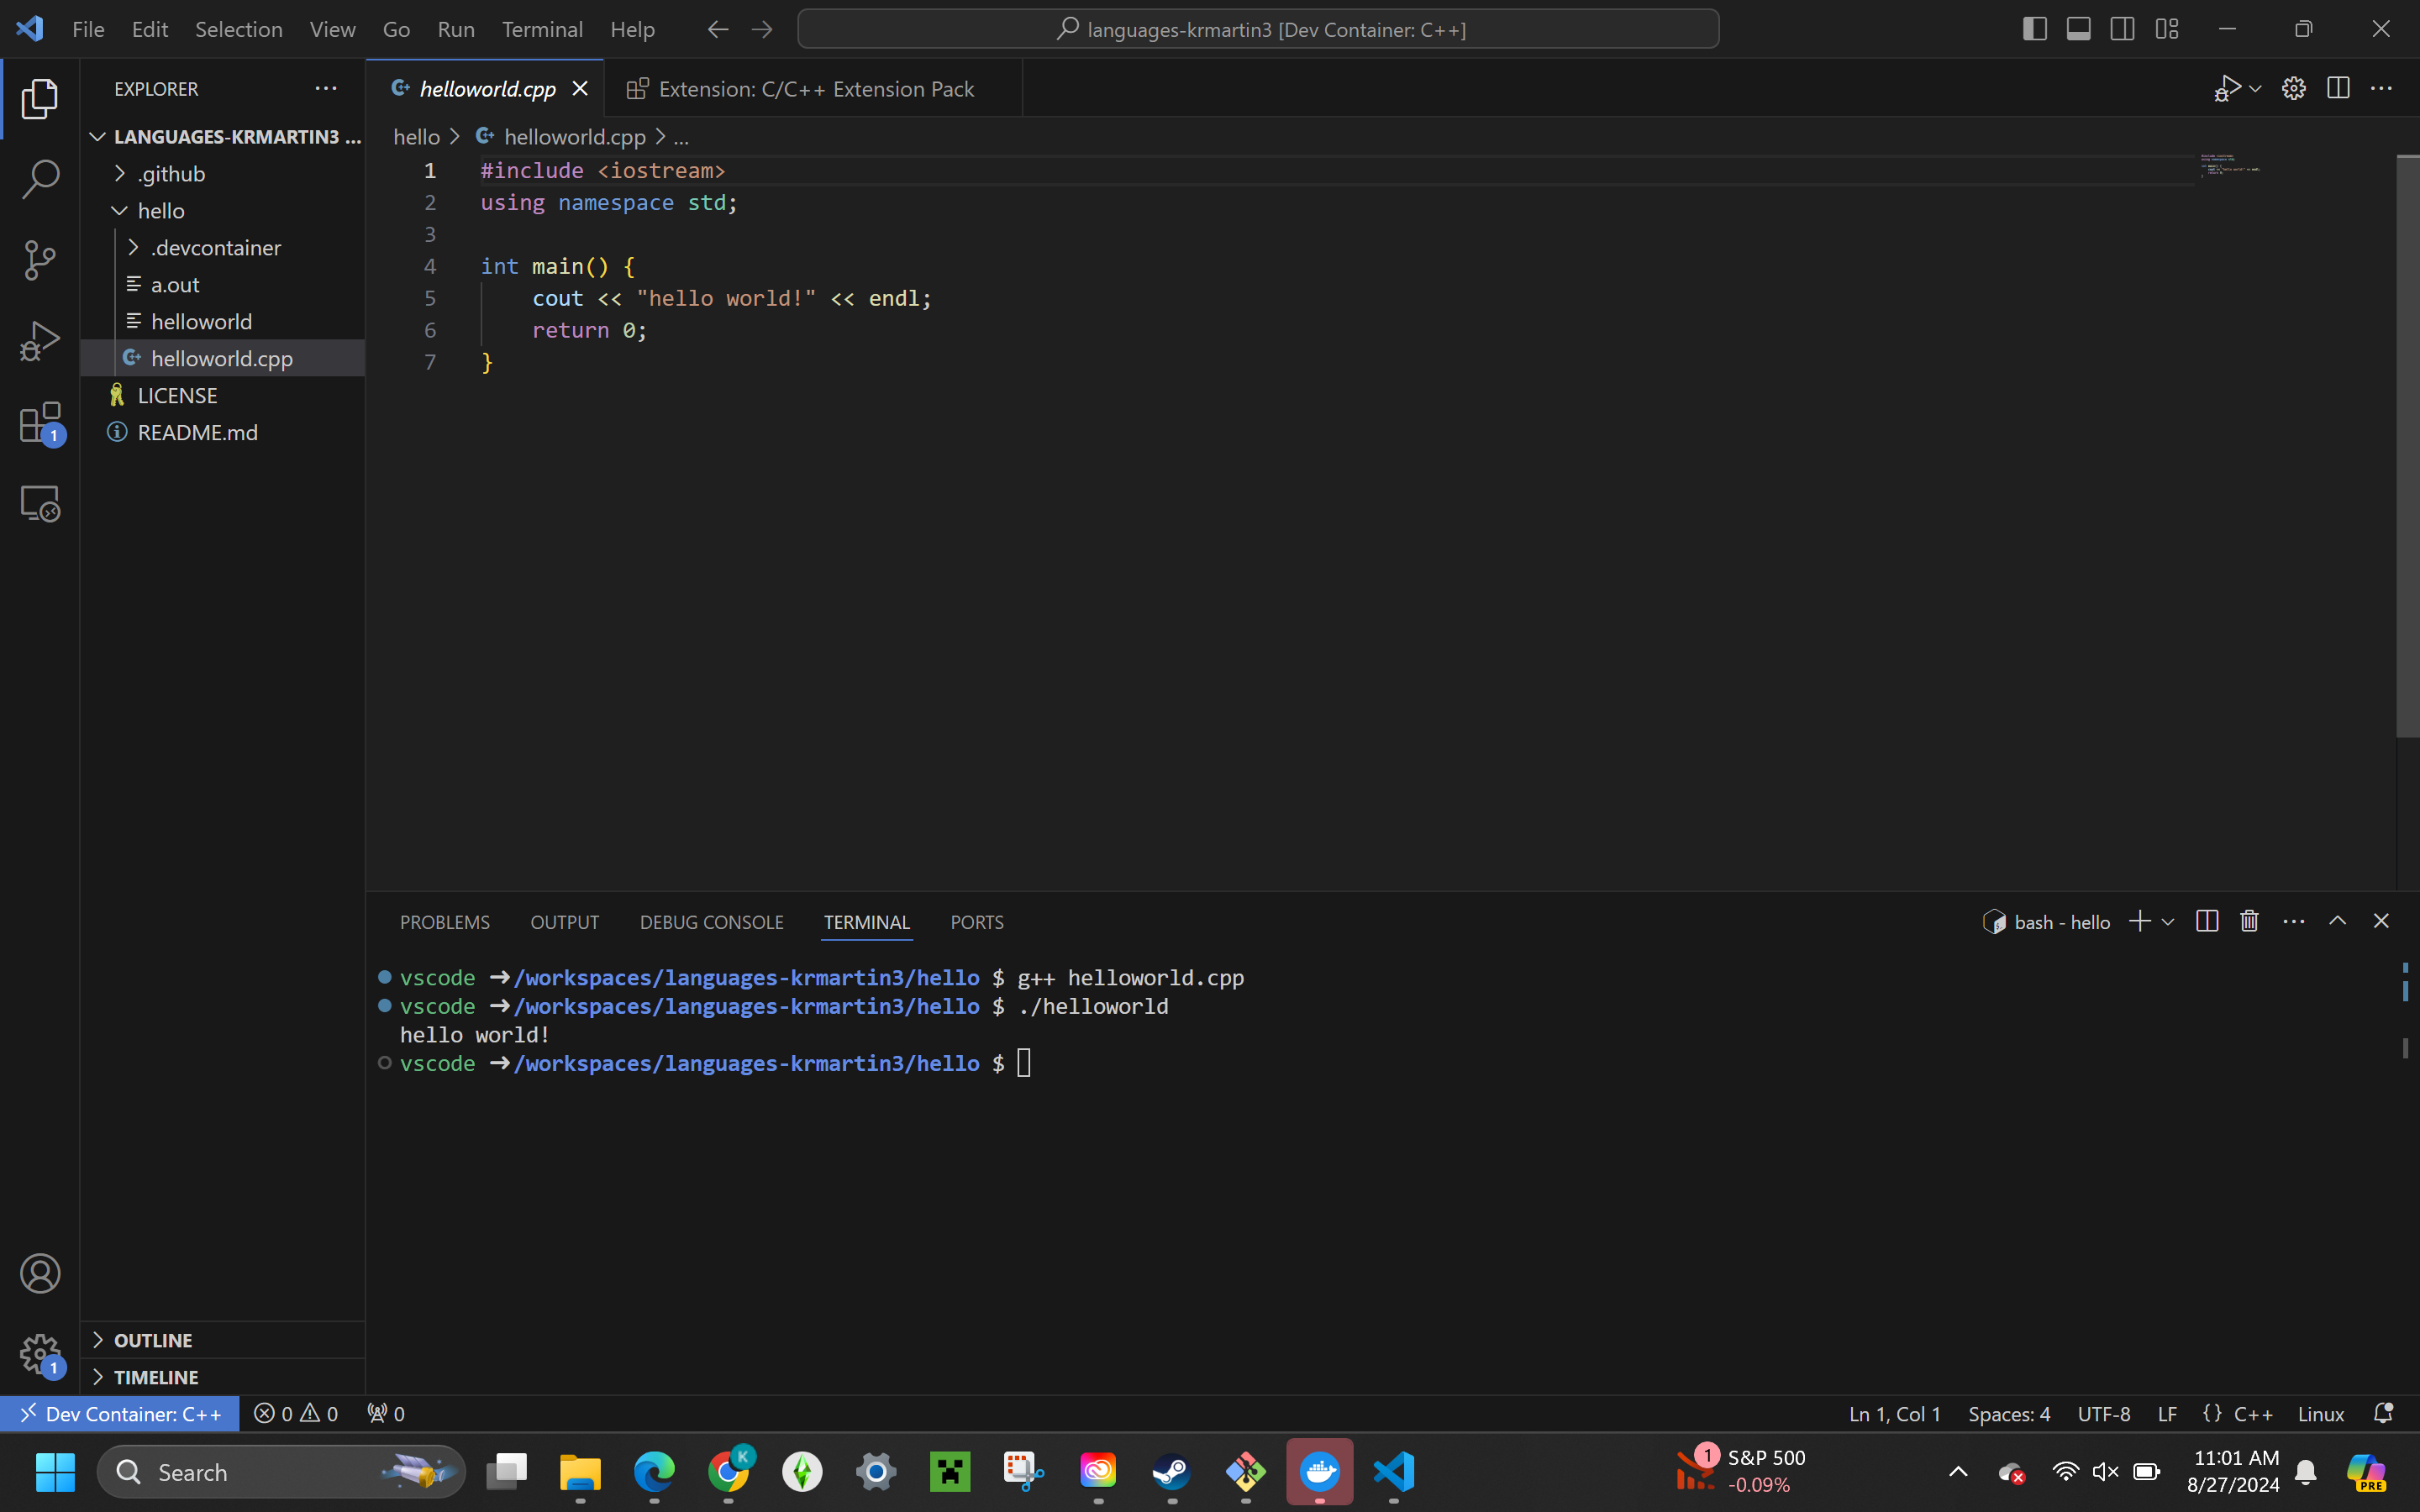 File Edit Selection View Go Run Terminal Help
languages-krmartin3 [Dev Container: C++]
EXPLORER
LANGUAGES-KRMARTIN3 ...
.github
hello
.devcontainer
a.out
helloworld
helloworld.cpp
LICENSE
README.md
OUTLINE
TIMELINE
1
1
helloworld.cpp
Extension: C/C++ Extension Pack
hello > helloworld.cpp > ...
1 #include <iostream>
2 using namespace std;
3
4 int main() {
5 cout << "hello world!" << endl;
6 return 0;
7 }
PROBLEMS OUTPUT DEBUG CONSOLE TERMINAL PORTS
bash - hello
vscode ➜/workspaces/languages-krmartin3/hello $ g++ helloworld.cpp
vscode ➜/workspaces/languages-krmartin3/hello $ ./helloworld
hello world!
vscode ➜/workspaces/languages-krmartin3/hello $
Dev Container: C++ 0 0 0
Ln 1, Col 1 Spaces: 4 UTF-8 LF {} C++ Linux
Search
K
1
S&P 500
-0.09%
11:01 AM
8/27/2024
PRE